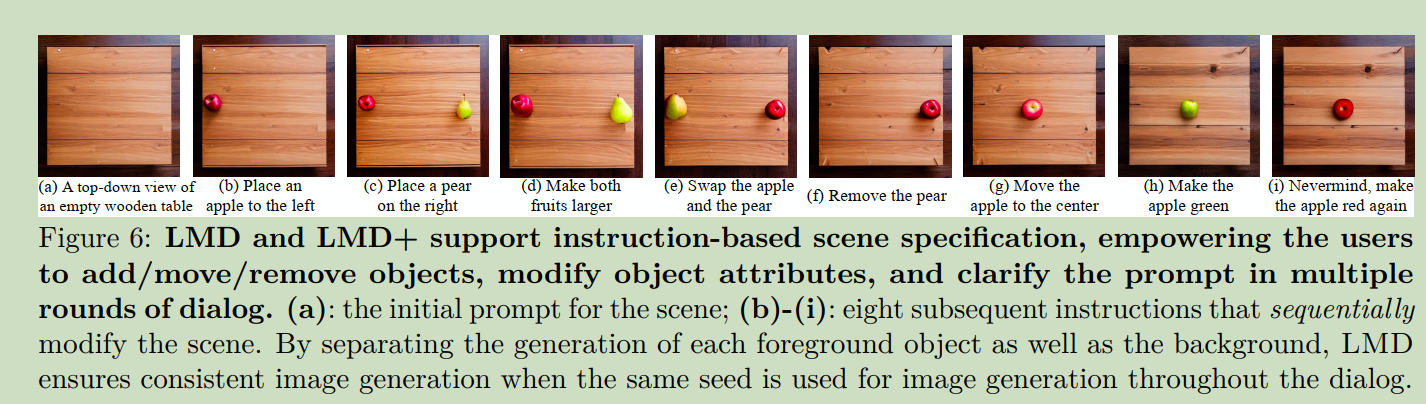 (a) A top-down view of
an empty wooden table
(b) Place an
apple to the left
(c) Place a pear
on the right
(d) Make both
fruits larger
(e) Swap the apple
and the pear
(f) Remove the pear
(g) Move the
apple to the center
(h) Make the
apple green
(i) Nevermind, make
the apple red again
Figure 6: LMD and LMD+ support instruction-based scene specification, empowering the users
to add/move/remove objects, modify object attributes, and clarify the prompt in multiple
rounds of dialog. (a): the initial prompt for the scene; (b)-(i): eight subsequent instructions that sequentially
modify the scene. By separating the generation of each foreground object as well as the background, LMD
ensures consistent image generation when the same seed is used for image generation throughout the dialog.